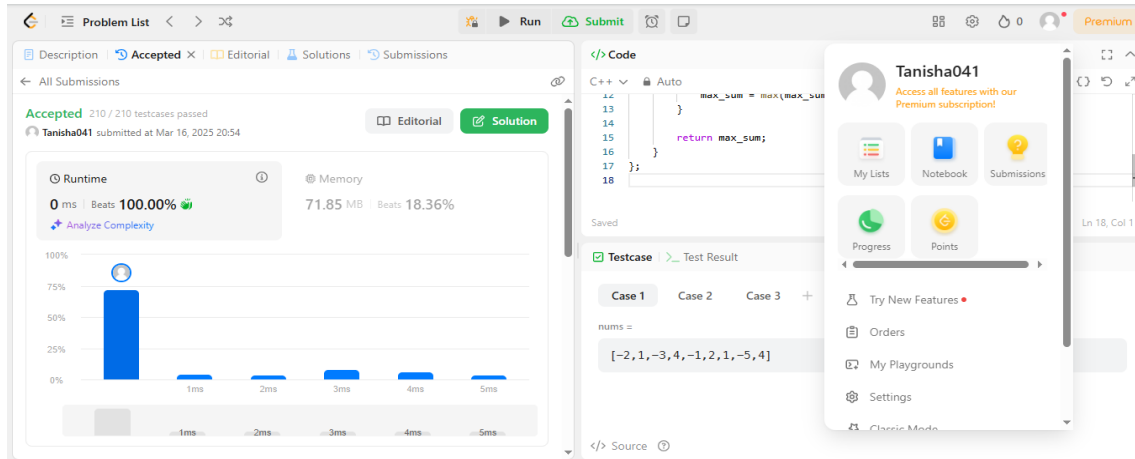 Problem List
Run
Submit
0
Premium
Description
Accepted
Editorial
Solutions
Submissions
All Submissions
Accepted 210 / 210 testcases passed
Tanisha041 submitted at Mar 16, 2025 20:54
Editorial
Solution
Runtime
0 ms Beats 100.00%
Analyze Complexity
Memory
71.85 MB Beats 18.36%
100%
75%
50%
25%
0%
1ms 2ms 3ms 4ms 5ms
1ms 2ms 3ms 4ms 5ms
</> Code
C++ Auto
12 max_sum = max(max_sum
13 }
14
15 return max_sum;
16 }
17 };
18
Saved
Ln 18, Col 1
Testcase >_ Test Result
Case 1 Case 2 Case 3 +
nums =
[-2,1,-3,4,-1,2,1,-5,4]
</> Source
Tanisha041
Access all features with our
Premium subscription!
My Lists Notebook Submissions
Progress Points
Try New Features
Orders
My Playgrounds
Settings
Classic Mode